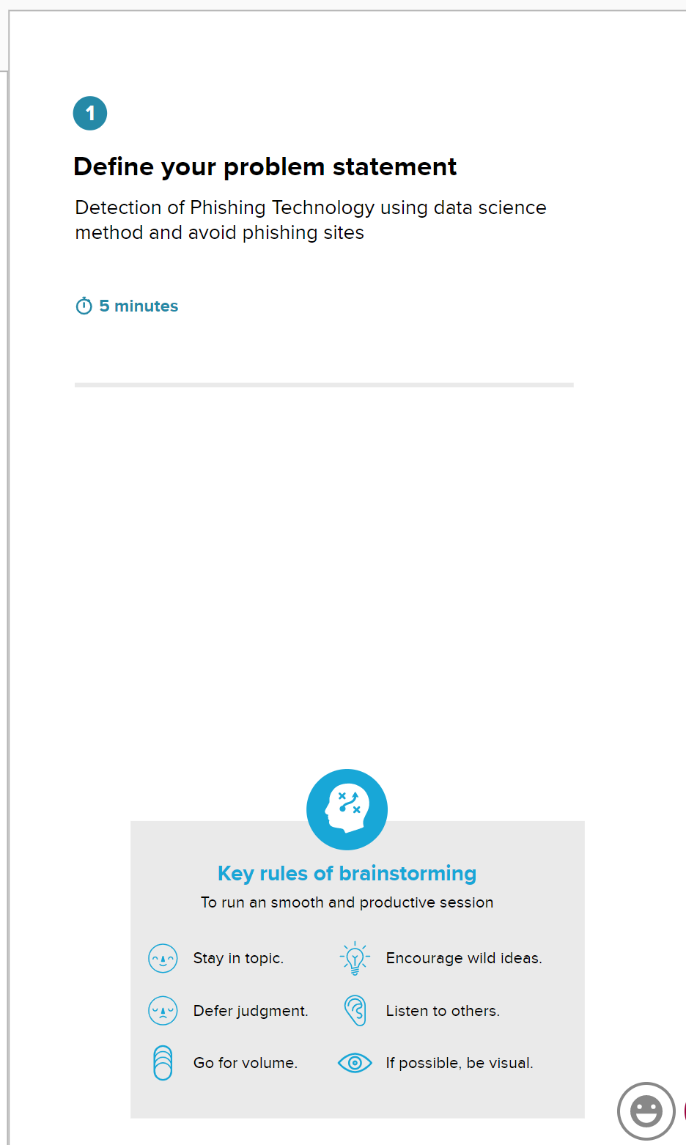 1
Define your problem statement
Detection of Phishing Technology using data science
method and avoid phishing sites
5 minutes
Key rules of brainstorming
To run an smooth and productive session
Stay in topic.
Encourage wild ideas.
Defer judgment.
Listen to others.
Go for volume.
If possible, be visual.